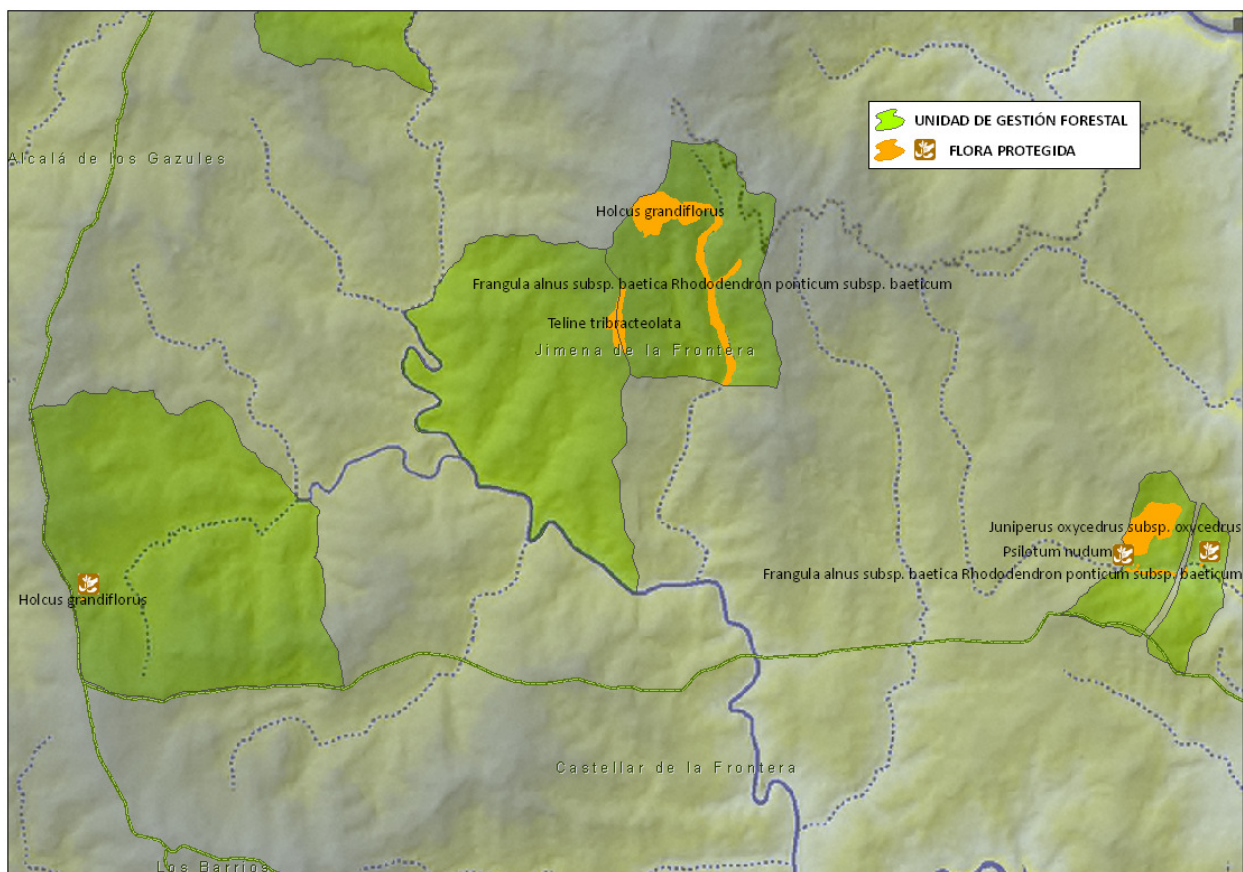 UNIDAD DE GESTIÓN FORESTAL
FLORA PROTEGIDA
Alcalá de los Gazules
Holcus grandiflorus
Frangula alnus subsp. baetica Rhododendron ponticum subsp. baeticum
Teline tribracteolata
Jimena de la Frontera
Juniperus oxycedrus subsp. oxycedrus
Psilotum nudum
Frangula alnus subsp. baetica Rhododendron ponticum subsp. baeticum
Holcus grandiflorus
Castellar de la Frontera
Los Barrios